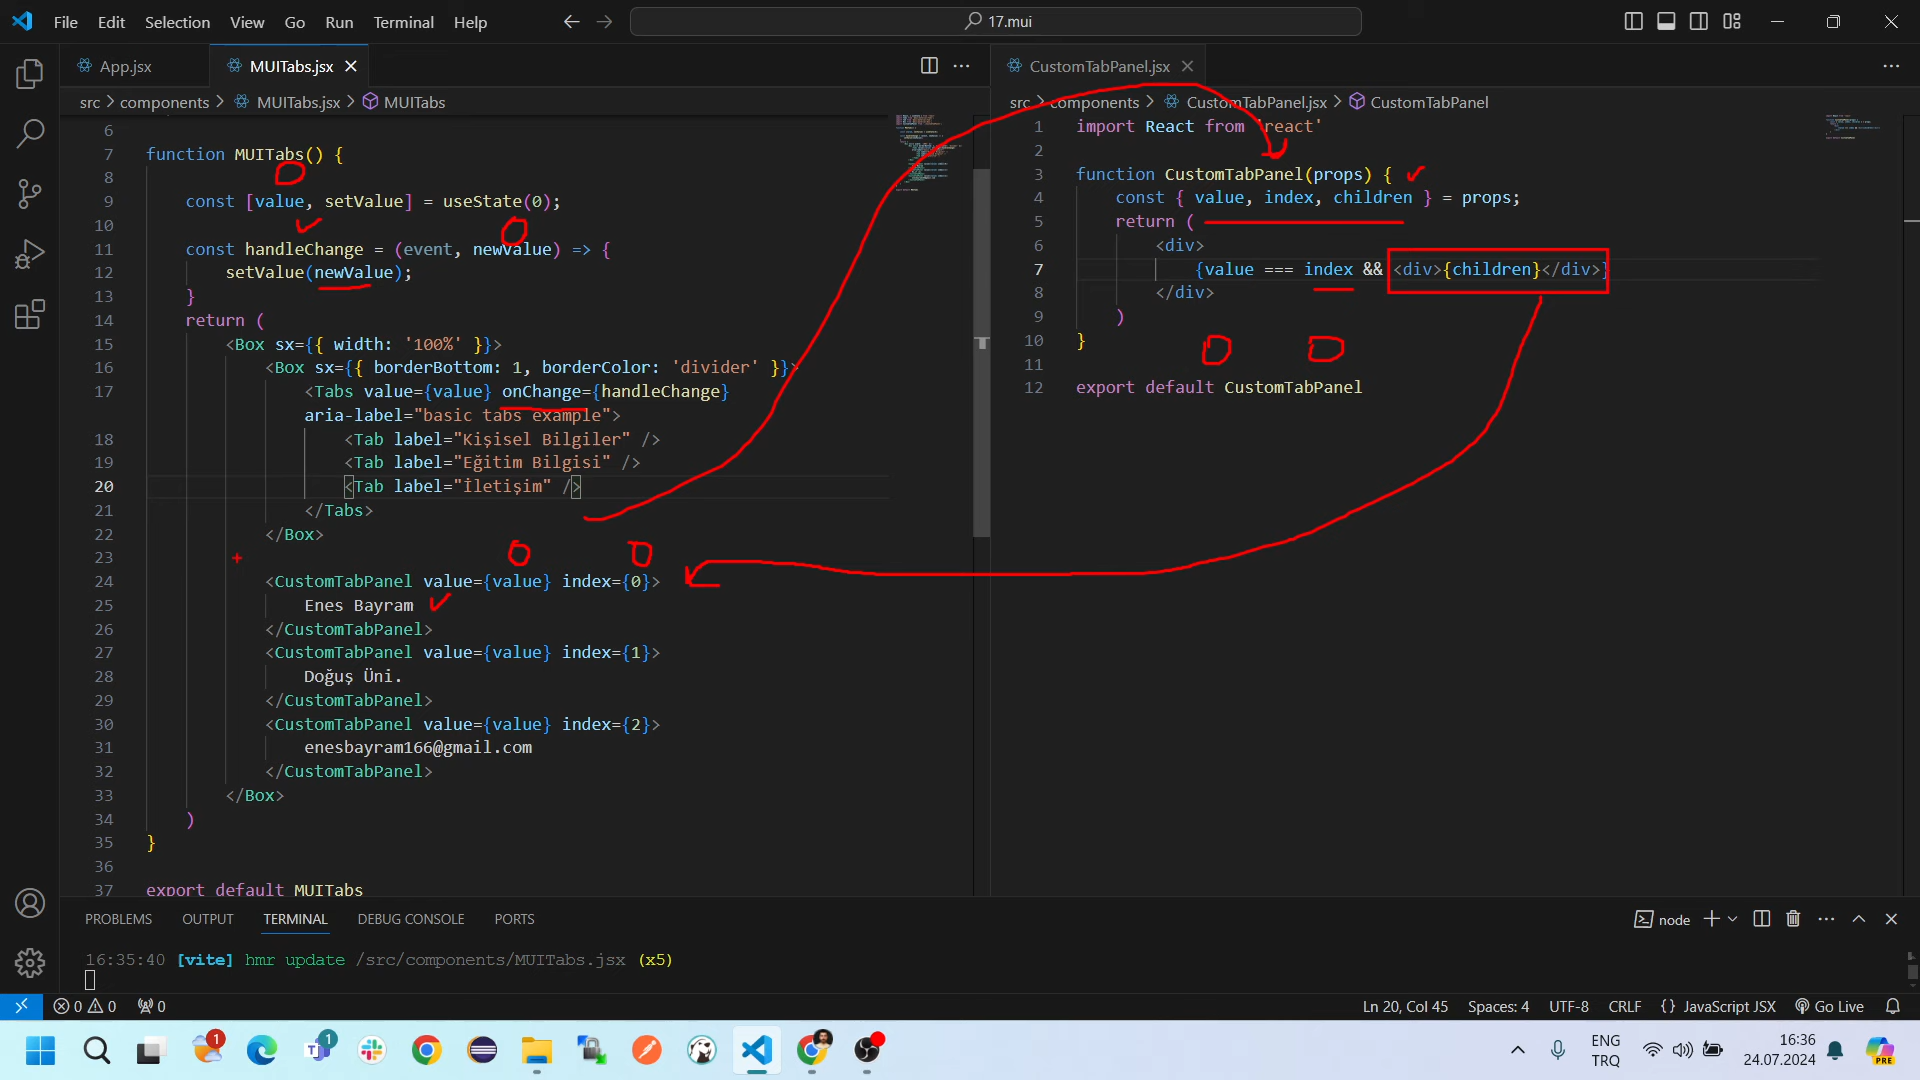 File Edit Selection View Go Run Terminal Help
17.mui
App.jsx
MUITabs.jsx
CustomTabPanel.jsx
src > components > MUITabs.jsx > MUITabs
6
7 function MUITabs() {
8
9 const [value, setValue] = useState(0);
10
11 const handleChange = (event, newValue) => {
12 setValue(newValue);
13 }
14 return (
15 <Box sx={{ width: '100%' }}>
16 <Box sx={{ borderBottom: 1, borderColor: 'divider' }}>
17 <Tabs value={value} onChange={handleChange}
aria-label="basic tabs example">
18 <Tab label="Kişisel Bilgiler" />
19 <Tab label="Eğitim Bilgisi" />
20 <Tab label="İletişim" />
21 </Tabs>
22 </Box>
23
24 <CustomTabPanel value={value} index={0}>
25 Enes Bayram
26 </CustomTabPanel>
27 <CustomTabPanel value={value} index={1}>
28 Doğuş Üni.
29 </CustomTabPanel>
30 <CustomTabPanel value={value} index={2}>
31 enesbayram166@gmail.com
32 </CustomTabPanel>
33 </Box>
34 )
35 }
36
37 export default MUITabs
src > components > CustomTabPanel.jsx > CustomTabPanel
1 import React from 'react'
2
3 function CustomTabPanel(props) {
4 const { value, index, children } = props;
5 return (
6 <div>
7 {value === index && <div>{children}</div>}
8 </div>
9 )
10 }
11
12 export default CustomTabPanel
PROBLEMS OUTPUT TERMINAL DEBUG CONSOLE PORTS
node
16:35:40 [vite] hmr update /src/components/MUITabs.jsx (x5)
0 0 0
Ln 20, Col 45 Spaces: 4 UTF-8 CRLF {} JavaScript JSX Go Live
1
1
ENG
TRQ
16:36
24.07.2024
PRE